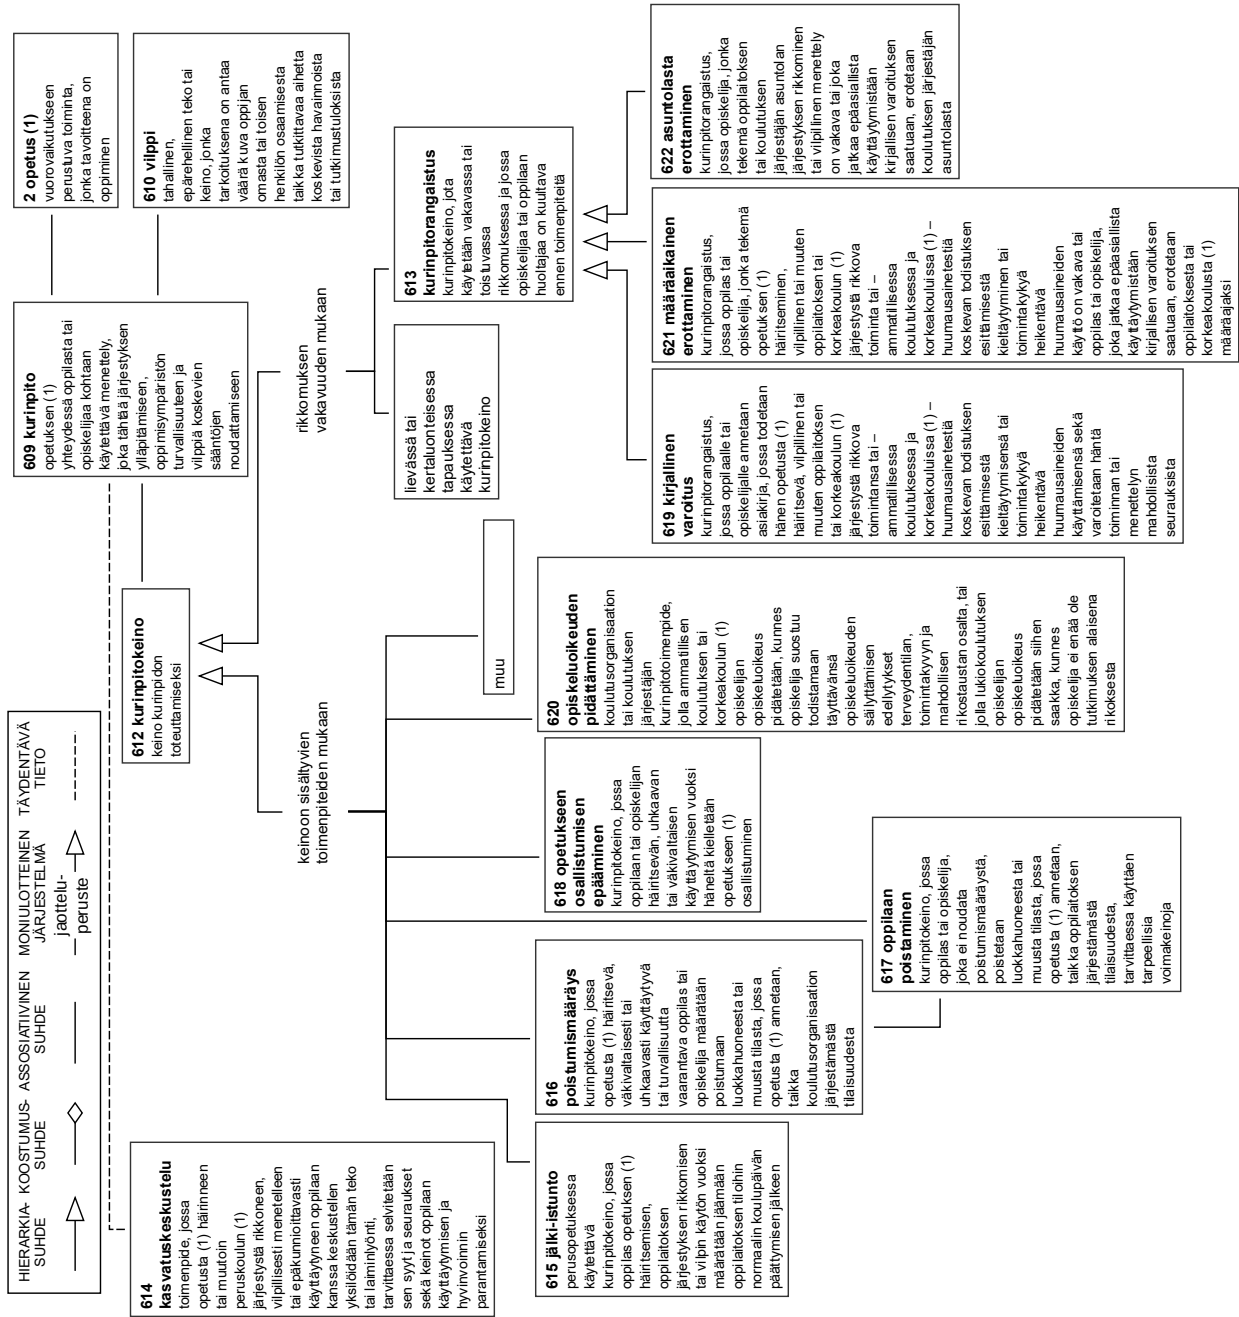 HIERARKIA-
SUHDE
KOOSTUMUS-
SUHDE
ASSOSIATIIVINEN
SUHDE
MONIULOTTEINEN
JÄRJESTELMÄ
jaottelu-
peruste
TÄYDENTÄVÄ
TIETO
2 opetus (1)
vuorovaikutukseen
perustuva toiminta,
jonka tavoitteena on
oppiminen
610 vilppi
tahallinen,
epärehellinen teko tai
keino, jonka
tarkoituksena on antaa
väärä kuva oppijan
omasta tai toisen
henkilön osaamisesta
taikka tutkittavaa aihetta
koskevista havainnoista
tai tutkimustuloksista
609 kurinpito
opetuksen (1)
yhteydessä oppilasta tai
opiskelijaa kohtaan
käytettävä menettely,
joka tähtää järjestyksen
ylläpitämiseen,
oppimisympäristön
turvallisuuteen ja
vilppiä koskevien
sääntöjen
noudattamiseen
612 kurinpitokeino
keino kurinpidon
toteuttamiseksi
614
kasvatuskeskustelu
toimenpide, jossa
opetusta (1) häirinneen
tai muutoin
peruskoulun (1)
järjestystä rikkoneen,
vilpillisesti menetelleen
tai epäkunnioittavasti
käyttäytyneen oppilaan
kanssa keskustellen
yksilöidään tämän teko
tai laiminlyönti,
tarvittaessa selvitetään
sen syyt ja seuraukset
sekä keinot oppilaan
käyttäytymisen ja
hyvinvoinnin
parantamiseksi
keinoon sisältyvien
toimenpiteiden mukaan
rikkomuksen
vakavuuden mukaan
lievässä tai
kertaluonteisessa
tapauksessa
käytettävä
kurinpitokeino
613
kurinpitorangaistus
kurinpitokeino, jota
käytetään vakavassa tai
toistuvassa
rikkomuksessa ja jossa
opiskelijaa tai oppilaan
huoltajaa on kuultava
ennen toimenpiteitä
muu
615 jälki-istunto
perusopetuksessa
käytettävä
kurinpitokeino, jossa
oppilas opetuksen (1)
häiritsemisen,
oppilaitoksen
järjestyksen rikkomisen
tai vilpin käytön vuoksi
määrätään jäämään
oppilaitoksen tiloihin
normaalin koulupäivän
päättymisen jälkeen
616
poistumismääräys
kurinpitokeino, jossa
opetusta (1) häiritsevä,
väkivaltaisesti tai
uhkaavasti käyttäytyvä
tai turvallisuutta
vaarantava oppilas tai
opiskelija määrätään
poistumaan
luokkahuoneesta tai
muusta tilasta, jossa
opetusta (1) annetaan,
taikka
koulutusorganisaation
järjestämästä
tilaisuudesta
617 oppilaan
poistaminen
kurinpitokeino, jossa
oppilas tai opiskelija,
joka ei noudata
poistumismääräystä,
poistetaan
luokkahuoneesta tai
muusta tilasta, jossa
opetusta (1) annetaan,
taikka oppilaitoksen
järjestämästä
tilaisuudesta,
tarvittaessa käyttäen
tarpeellisia
voimakeinoja
618 opetukseen
osallistumisen
epääminen
kurinpitokeino, jossa
oppilaan tai opiskelijan
häiritsevän, uhkaavan
tai väkivaltaisen
käyttäytymisen vuoksi
häneltä kielletään
opetukseen (1)
osallistuminen
620
opiskeluoikeuden
pidättäminen
koulutusorganisaation
tai koulutuksen
järjestäjän
kurinpitotoimenpide,
jolla ammatillisen
koulutuksen tai
korkeakoulun (1)
opiskelijan
opiskeluoikeus
pidätetään, kunnes
opiskelija suostuu
todistamaan
täyttävänsä
opiskeluoikeuden
säilyttämisen
edellytykset
terveydentilan,
toimintakyvyn ja
mahdollisen
rikostaustan osalta, tai
jolla lukiokoulutuksen
opiskelijan
opiskeluoikeus
pidätetään siihen
saakka, kunnes
opiskelija ei enää ole
tutkimuksen alaisena
rikoksesta
619 kirjallinen
varoitus
kurinpitorangaistus,
jossa oppilaalle tai
opiskelijalle annetaan
asiakirja, jossa todetaan
hänen opetusta (1)
häiritsevä, vilpillinen tai
muuten oppilaitoksen
tai korkeakoulun (1)
järjestystä rikkova
toimintansa tai –
ammatillisessa
koulutuksessa ja
korkeakouluissa (1) –
huumausainetestiä
koskevan todistuksen
esittämisestä
kieltäytymisensä tai
toimintakykyä
heikentävä
huumausaineiden
käyttämisensä sekä
varoitetaan häntä
toiminnan tai
menettelyn
mahdollisista
seurauksista
621 määräaikainen
erottaminen
kurinpitorangaistus,
jossa oppilas tai
opiskelija, jonka tekemä
opetuksen (1)
häiritseminen,
vilpillinen tai muuten
oppilaitoksen tai
korkeakoulun (1)
järjestystä rikkova
toiminta tai –
ammatillisessa
koulutuksessa ja
korkeakouluissa (1) –
huumausainetestiä
koskevan todistuksen
esittämisestä
kieltäytyminen tai
toimintakykyä
heikentävä
huumausaineiden
käyttö on vakava tai
oppilas tai opiskelija,
joka jatkaa epäasiallista
käyttäytymistään
kirjallisen varoituksen
saatuaan, erotetaan
oppilaitoksesta tai
korkeakoulusta (1)
määräajaksi
622 asuntolasta
erottaminen
kurinpitorangaistus,
jossa opiskelija, jonka
tekemä oppilaitoksen
tai koulutuksen
järjestäjän asuntolan
järjestyksen rikkominen
tai vilpillinen menettely
on vakava tai joka
jatkaa epäasiallista
käyttäytymistään
kirjallisen varoituksen
saatuaan, erotetaan
koulutuksen järjestäjän
asuntolasta